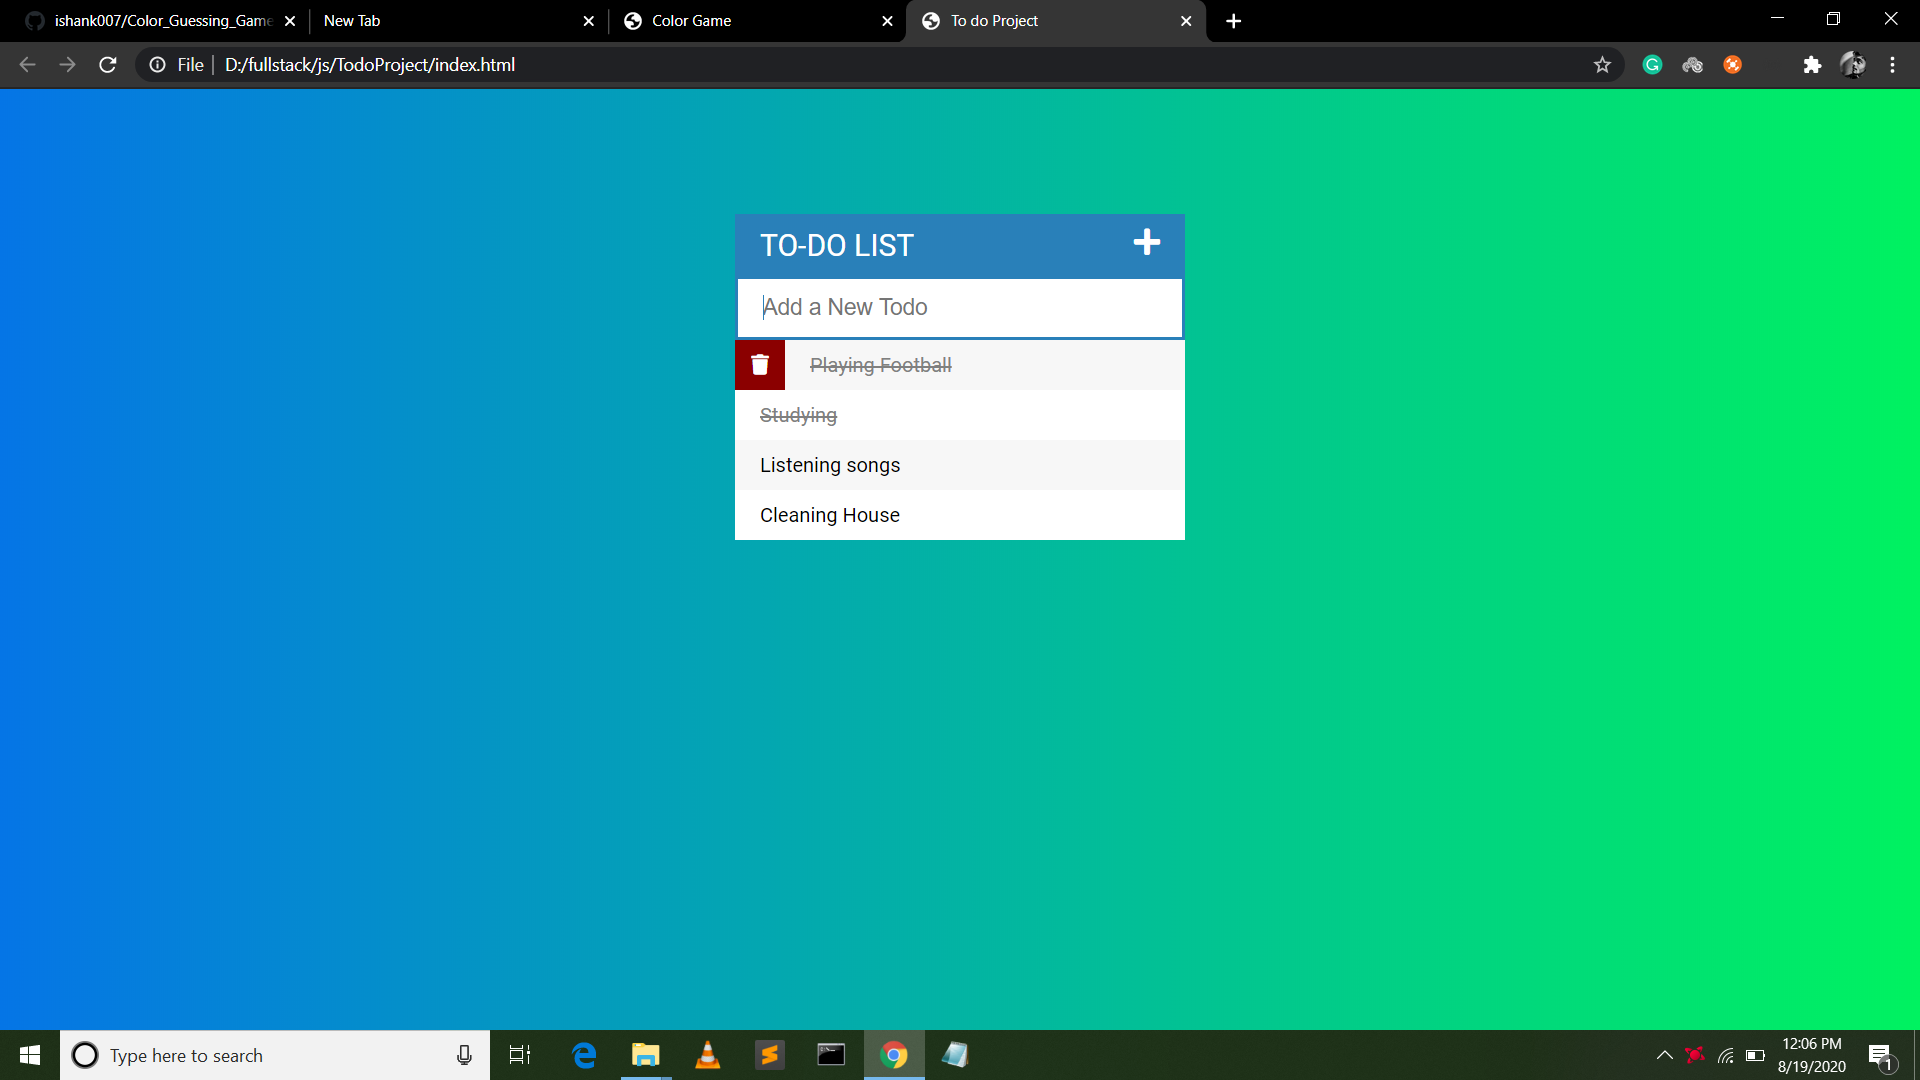 ishank007/Color_Guessing_Game
New Tab
Color Game
To do Project
File
D:/fullstack/js/TodoProject/index.html
TO-DO LIST
Add a New Todo
Playing Football
Studying
Listening songs
Cleaning House
Type here to search
12:06 PM
8/19/2020
1